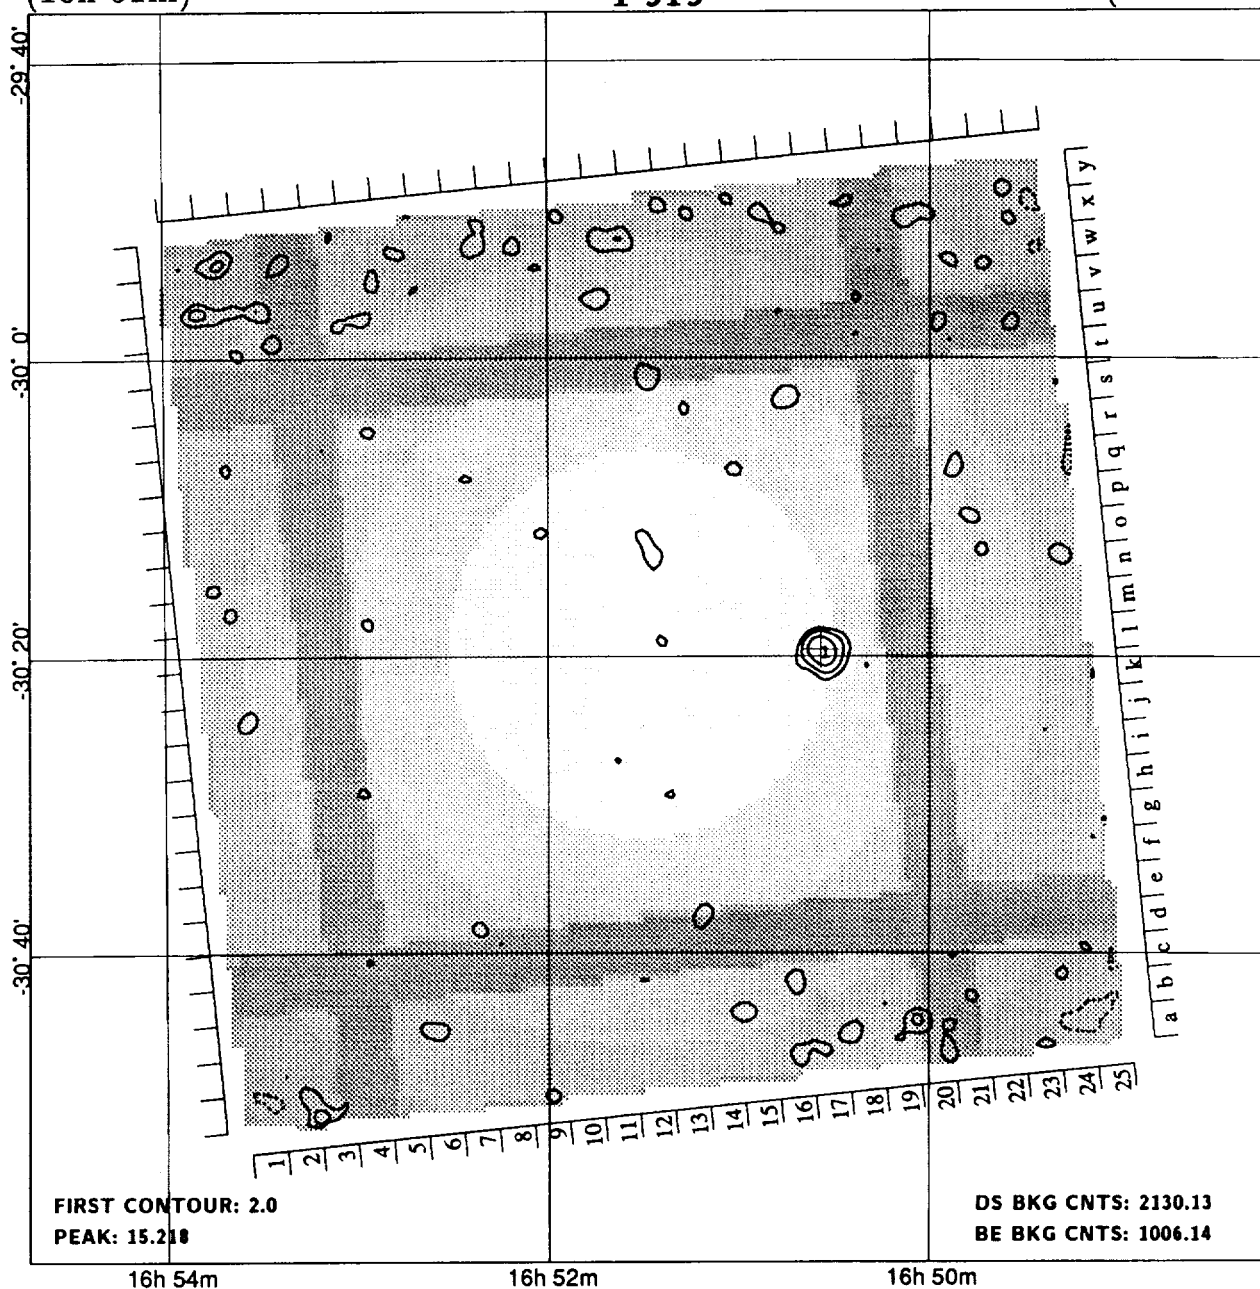 -29° 40'
y
x
w
v
u
t
s
r
q
p
o
n
m
l
k
j
i
h
g
f
e
d
c
b
a
-30° 0'
-30° 20'
-30° 40'
1 2 3 4 5 6 7 8 9 10 11 12 13 14 15 16 17 18 19 20 21 22 23 24 25
FIRST CONTOUR: 2.0
PEAK: 15.218
DS BKG CNTS: 2130.13
BE BKG CNTS: 1006.14
16h 54m 16h 52m 16h 50m